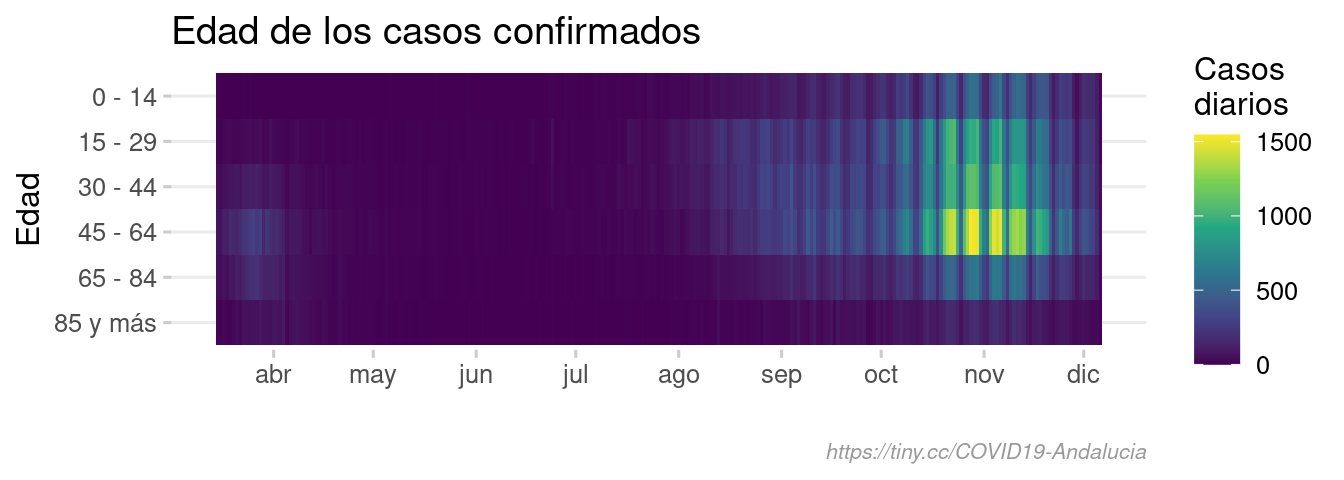 Edad de los casos confirmados
Edad
0 - 14
15 - 29
30 - 44
45 - 64
65 - 84
85 y más
abr may jun jul ago sep oct nov dic
Casos
diarios
1500
1000
500
0
https://tiny.cc/COVID19-Andalucia